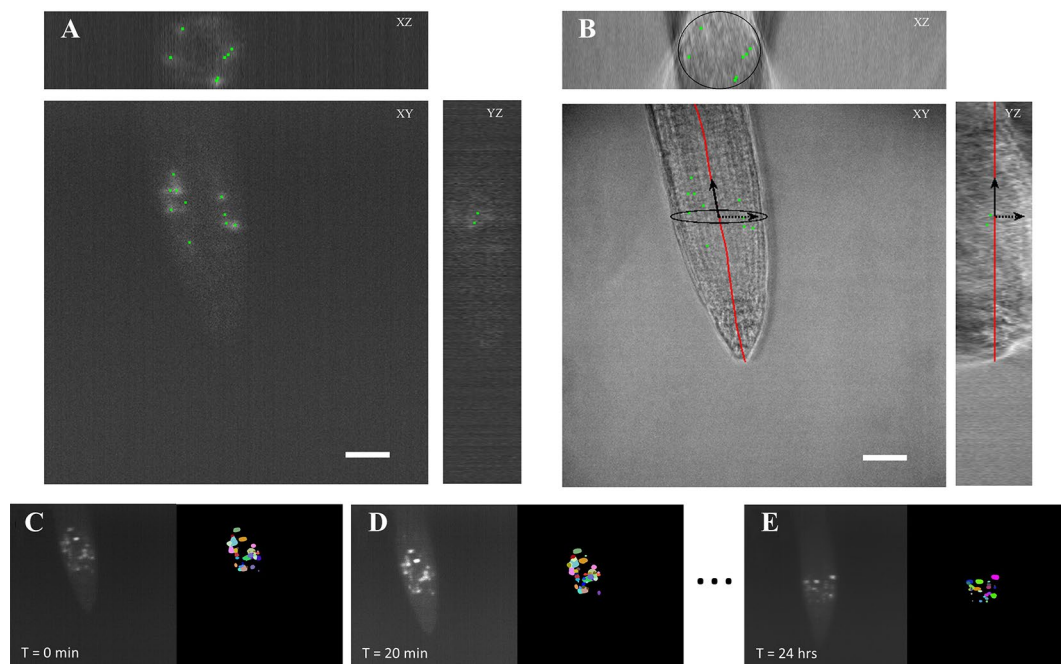 A
XZ
B
XZ
XY
YZ
XY
YZ
C
D
E
T = 0 min
T = 20 min
T = 24 hrs